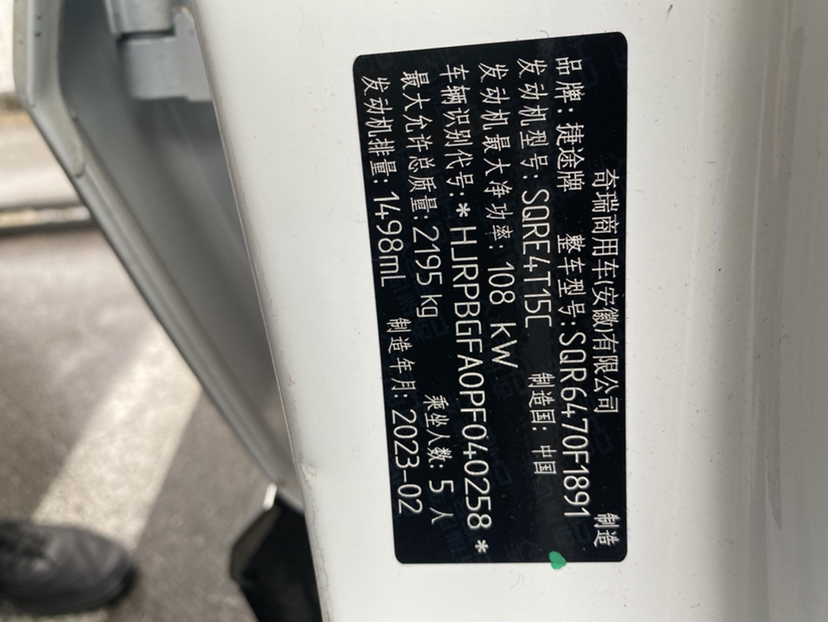 奇瑞商用车(安徽)有限公司 制造
品牌: 捷途牌 整车型号: SQR6470F1891
发动机型号: SQRE4T15C 制造国: 中国
发动机最大净功率: 108 kW
车辆识别代号: *HJRPBGFA0PF040258*
最大允许总质量: 2195 kg 乘坐人数: 5 人
发动机排量: 1498mL 制造年月: 2023-02